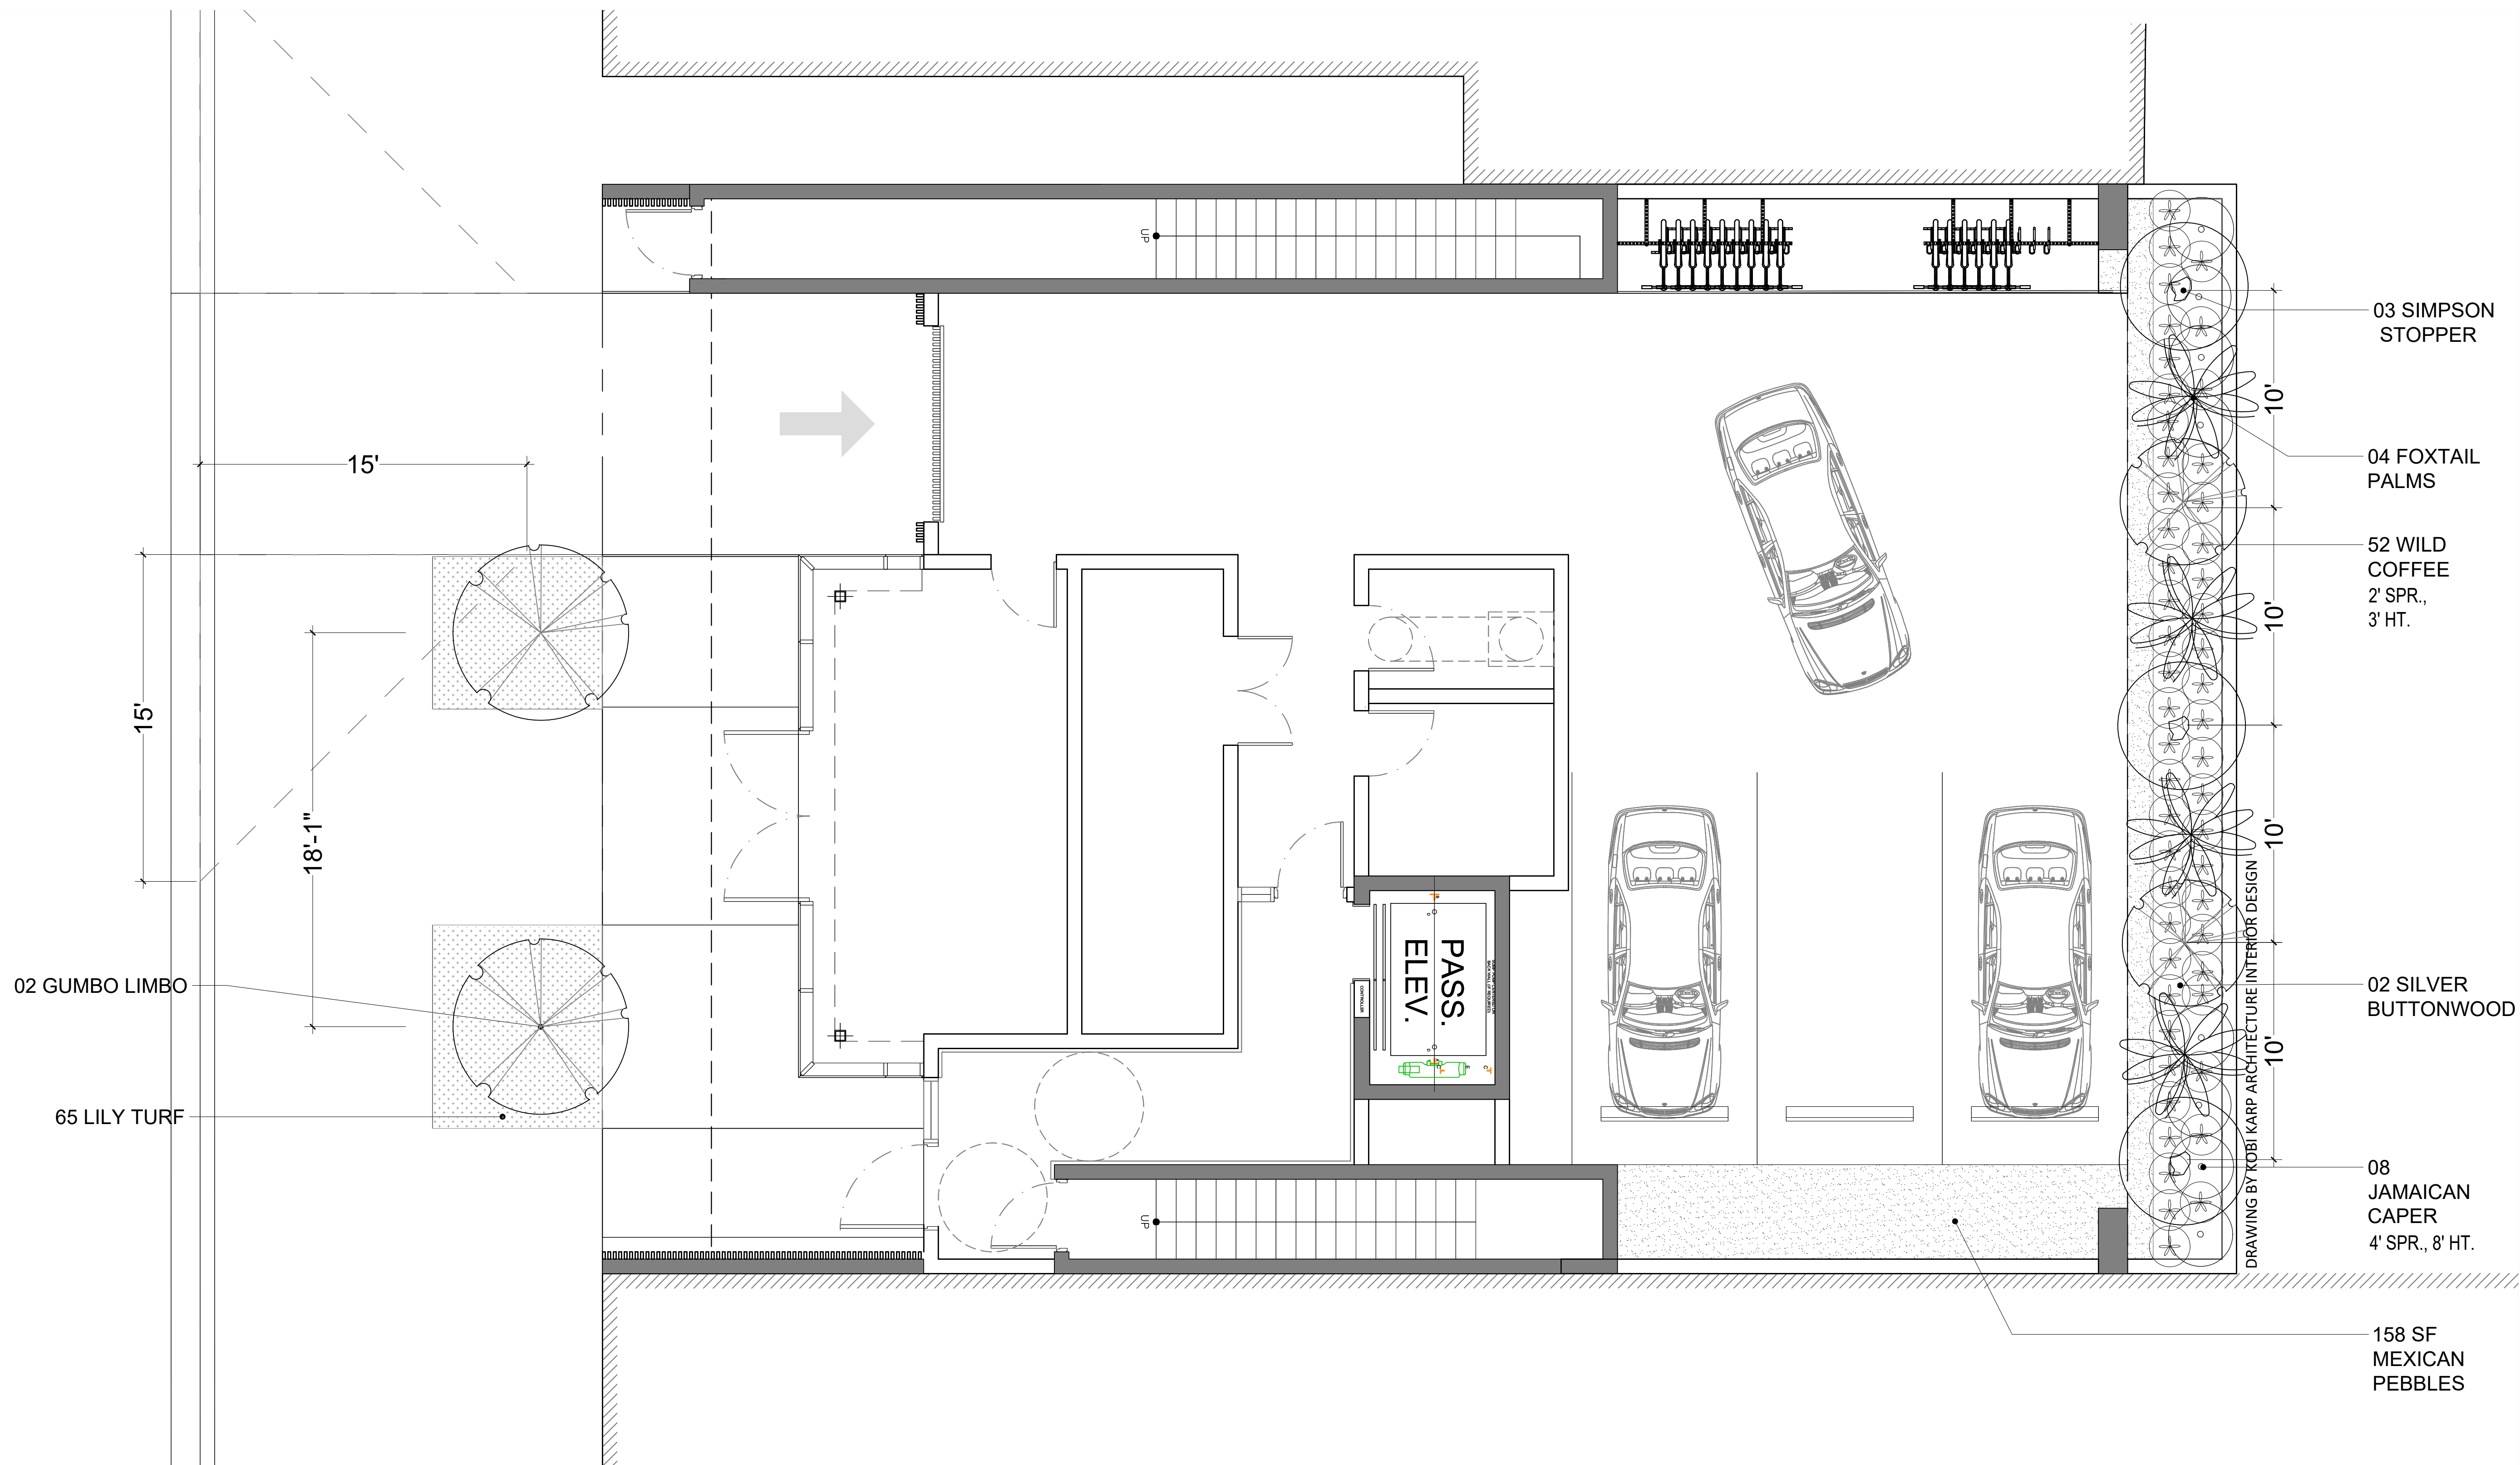 UP
03 SIMPSON
STOPPER
10'
04 FOXTAIL
PALMS
15'
52 WILD
COFFEE
2' SPR.,
3' HT.
10'
15'
18'-1"
10'
PASS.
ELEV.
CONTROLLER
02 GUMBO LIMBO
02 SILVER
BUTTONWOOD
10'
65 LILY TURF
DRAWING BY KOBI KARP ARCHITECTURE INTERIOR DESIGN
08
JAMAICAN
CAPER
4' SPR., 8' HT.
UP
158 SF
MEXICAN
PEBBLES